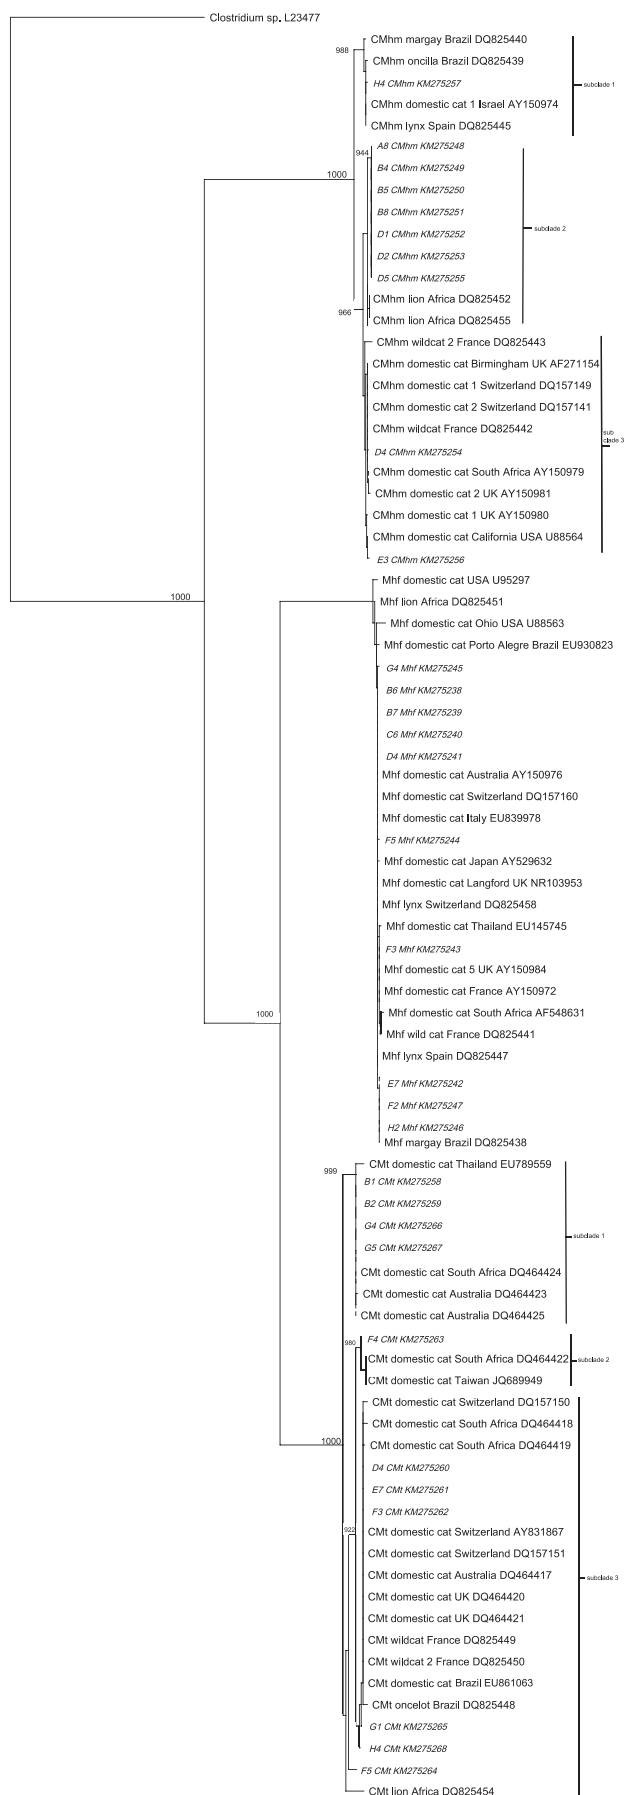 Clostridium sp. L23477
CMhm margay Brazil DQ825440
988
CMhm oncilla Brazil DQ825439
H4 CMhm KM275257
subclade 1
CMhm domestic cat 1 Israel AY150974
CMhm lynx Spain DQ825445
A8 CMhm KM275248
944
B4 CMhm KM275249
1000
B5 CMhm KM275250
B8 CMhm KM275251
subclade 2
D1 CMhm KM275252
D2 CMhm KM275253
D5 CMhm KM275255
CMhm lion Africa DQ825452
966
CMhm lion Africa DQ825455
CMhm wildcat 2 France DQ825443
CMhm domestic cat Birmingham UK AF271154
CMhm domestic cat 1 Switzerland DQ157149
CMhm domestic cat 2 Switzerland DQ157141
CMhm wildcat France DQ825442
sub
clade 3
D4 CMhm KM275254
CMhm domestic cat South Africa AY150979
CMhm domestic cat 2 UK AY150981
CMhm domestic cat 1 UK AY150980
CMhm domestic cat California USA U88564
E3 CMhm KM275256
Mhf domestic cat USA U95297
1000
Mhf lion Africa DQ825451
Mhf domestic cat Ohio USA U88563
Mhf domestic cat Porto Alegre Brazil EU930823
G4 Mhf KM275245
B6 Mhf KM275238
B7 Mhf KM275239
C6 Mhf KM275240
D4 Mhf KM275241
Mhf domestic cat Australia AY150976
Mhf domestic cat Switzerland DQ157160
Mhf domestic cat Italy EU839978
F5 Mhf KM275244
Mhf domestic cat Japan AY529632
Mhf domestic cat Langford UK NR103953
Mhf lynx Switzerland DQ825458
Mhf domestic cat Thailand EU145745
F3 Mhf KM275243
Mhf domestic cat 5 UK AY150984
Mhf domestic cat France AY150972
1000
Mhf domestic cat South Africa AF548631
Mhf wild cat France DQ825441
Mhf lynx Spain DQ825447
E7 Mhf KM275242
F2 Mhf KM275247
H2 Mhf KM275246
Mhf margay Brazil DQ825438
CMt domestic cat Thailand EU789559
999
B1 CMt KM275258
B2 CMt KM275259
G4 CMt KM275266
subclade 1
G5 CMt KM275267
CMt domestic cat South Africa DQ464424
CMt domestic cat Australia DQ464423
CMt domestic cat Australia DQ464425
F4 CMt KM275263
980
CMt domestic cat South Africa DQ464422
subclade 2
CMt domestic cat Taiwan JQ689949
CMt domestic cat Switzerland DQ157150
CMt domestic cat South Africa DQ464418
1000
CMt domestic cat South Africa DQ464419
D4 CMt KM275260
E7 CMt KM275261
F3 CMt KM275262
922
CMt domestic cat Switzerland AY831867
CMt domestic cat Switzerland DQ157151
CMt domestic cat Australia DQ464417
subclade 3
CMt domestic cat UK DQ464420
CMt domestic cat UK DQ464421
CMt wildcat France DQ825449
CMt wildcat 2 France DQ825450
CMt domestic cat Brazil EU861063
CMt oncelot Brazil DQ825448
G1 CMt KM275265
H4 CMt KM275268
F5 CMt KM275264
CMt lion Africa DQ825454